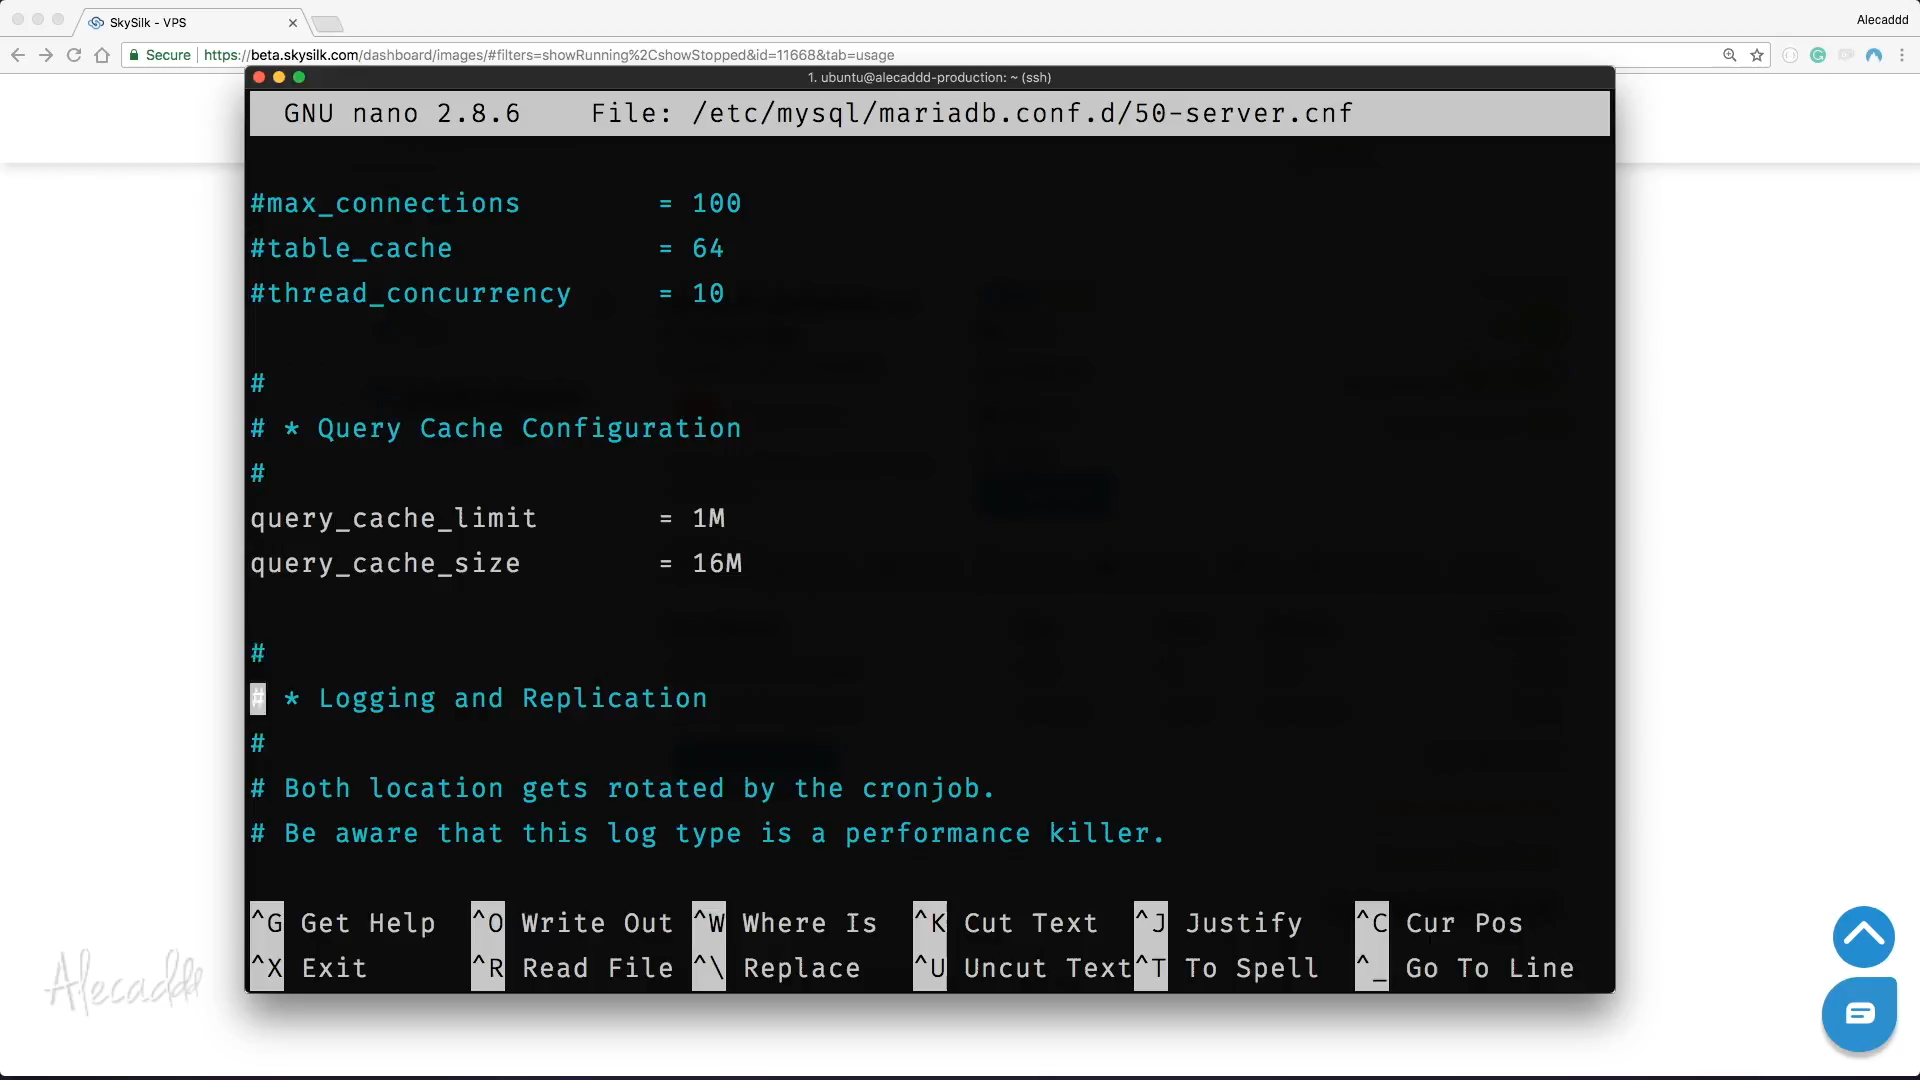 SkySilk - VPS
Alecaddd
Secure https://beta.skysilk.com/dashboard/images/#filters=showRunning%2CshowStopped&id=11668&tab=usage
1. ubuntu@alecaddd-production: ~ (ssh)
GNU nano 2.8.6 File: /etc/mysql/mariadb.conf.d/50-server.cnf
#max_connections = 100
#table_cache = 64
#thread_concurrency = 10
#
# * Query Cache Configuration
#
query_cache_limit = 1M
query_cache_size = 16M
#
# * Logging and Replication
#
# Both location gets rotated by the cronjob.
# Be aware that this log type is a performance killer.
^G Get Help ^O Write Out ^W Where Is ^K Cut Text ^J Justify ^C Cur Pos
^X Exit ^R Read File ^\ Replace ^U Uncut Text ^T To Spell ^_ Go To Line
Alecaddd